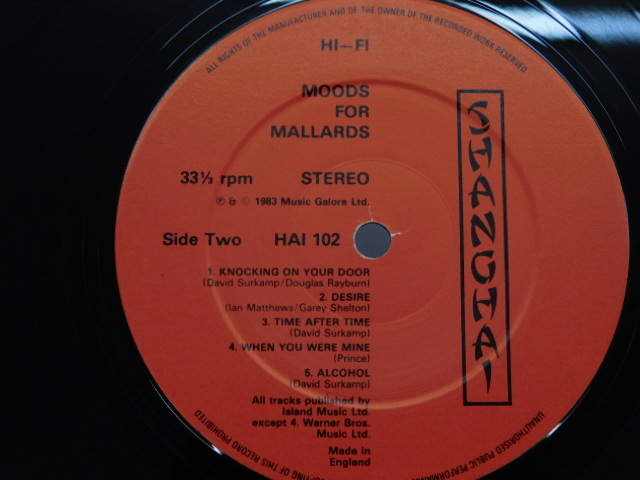 ALL RIGHTS OF THE MANUFACTURER AND OF THE OWNER OF THE RECORDED WORK RESERVED
HI–FI
MOODS
FOR
MALLARDS
SHANGHAI
33⅓ rpm STEREO
℗ & © 1983 Music Galore Ltd.
Side Two HAI 102
1. KNOCKING ON YOUR DOOR
(David Surkamp/Douglas Rayburn)
2. DESIRE
(Ian Matthews/Garey Shelton)
3. TIME AFTER TIME
(David Surkamp)
4. WHEN YOU WERE MINE
(Prince)
5. ALCOHOL
(David Surkamp)
All tracks published by
Island Music Ltd.
except 4. Warner Bros.
Music Ltd.
Made in
England
UNAUTHORISED PUBLIC PERFORMA
OF THIS RECORD PROHIBITED